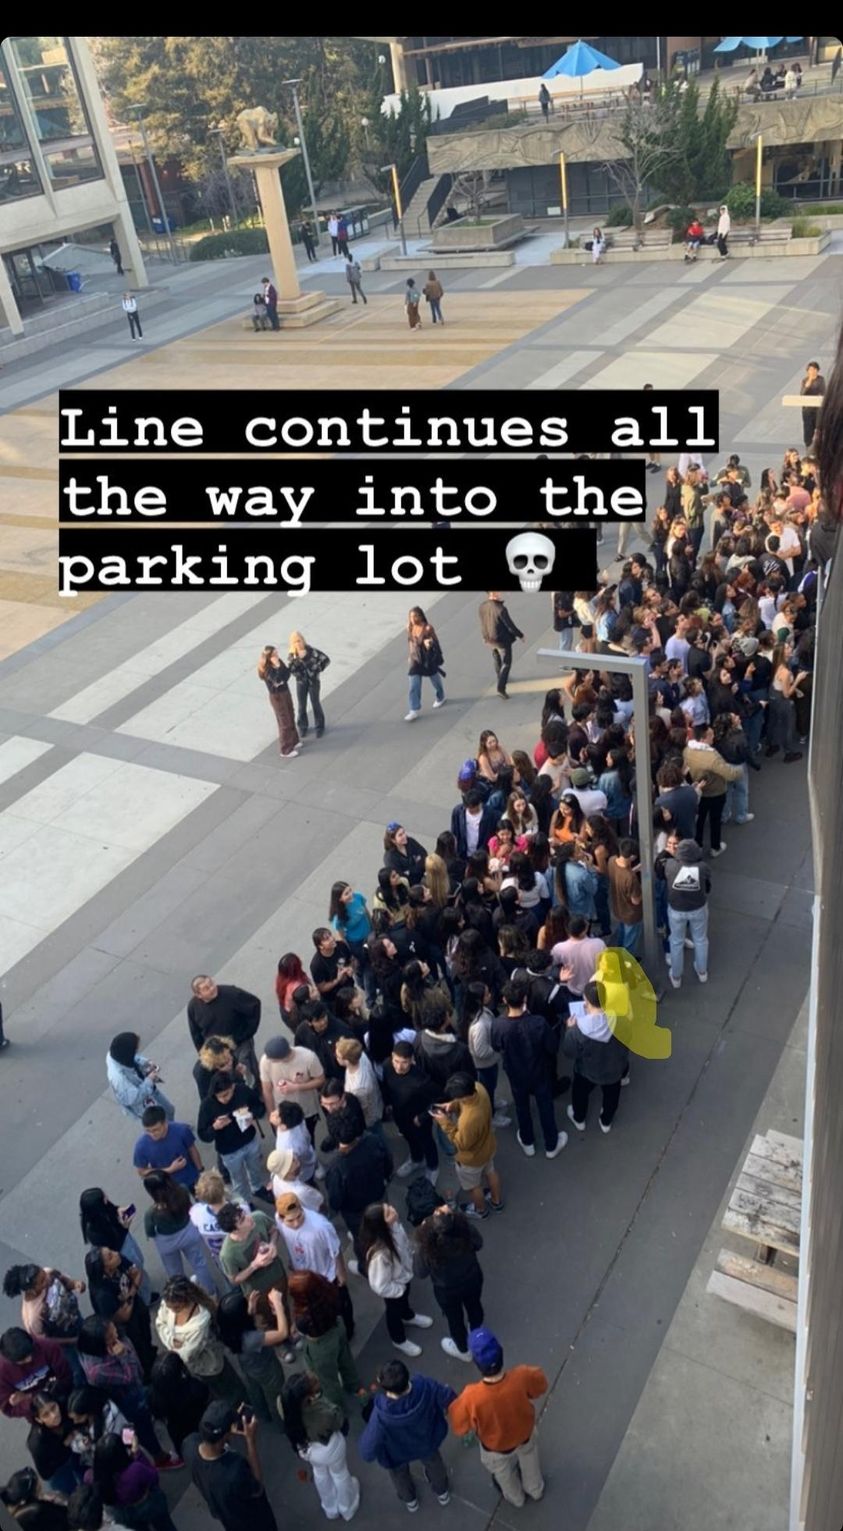 Line continues all
the way into the
parking lot 💀